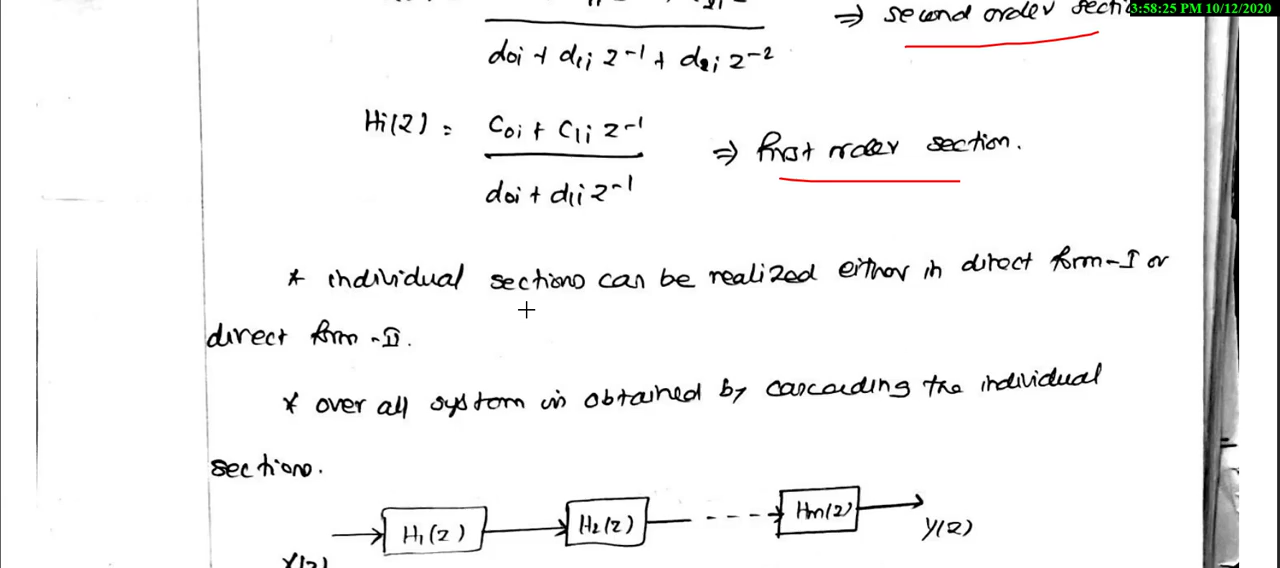 ⇒ second order secti
3:58:25 PM 10/12/2020
d0i + d1i z⁻¹ + d2i z⁻²
Hi(z) = c0i + c1i z⁻¹
⇒ first order section.
d0i + d1i z⁻¹
* individual sections can be realized either in direct form-I or
direct form-II.
* over all system is obtained by cascading the individual
sections.
H₁(z)
H₂(z)
Hm(z)
Y(z)